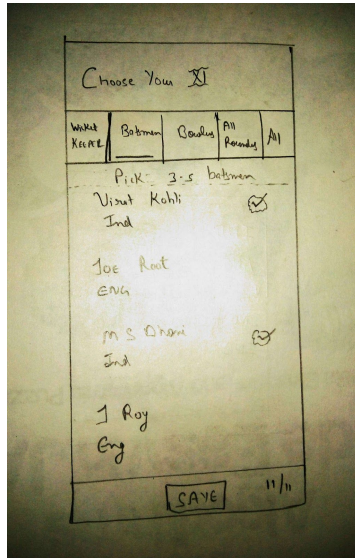 Choose Your XI
Wicket Keeper
Batsmen
Bowlers
All Rounders
All
Pick: 3-5 batsmen
Virat Kohli
Ind
Joe Root
ENG
M S Dhoni
Ind
J Roy
Eng
SAVE
11/11